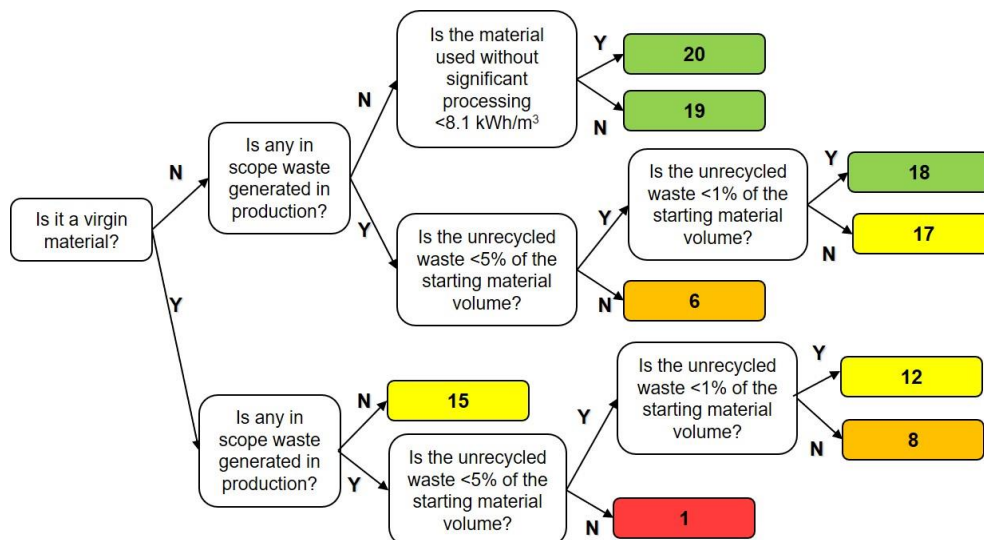 Is it a virgin
material?
N
Y
Is any in
scope waste
generated in
production?
N
Y
Is the material
used without
significant
processing
<8.1 kWh/m³
Y
N
20
19
Is the unrecycled
waste <5% of the
starting material
volume?
Y
N
Is the unrecycled
waste <1% of the
starting material
volume?
Y
N
18
17
6
Is any in
scope waste
generated in
production?
N
Y
15
Is the unrecycled
waste <5% of the
starting material
volume?
Y
N
Is the unrecycled
waste <1% of the
starting material
volume?
Y
N
12
8
1